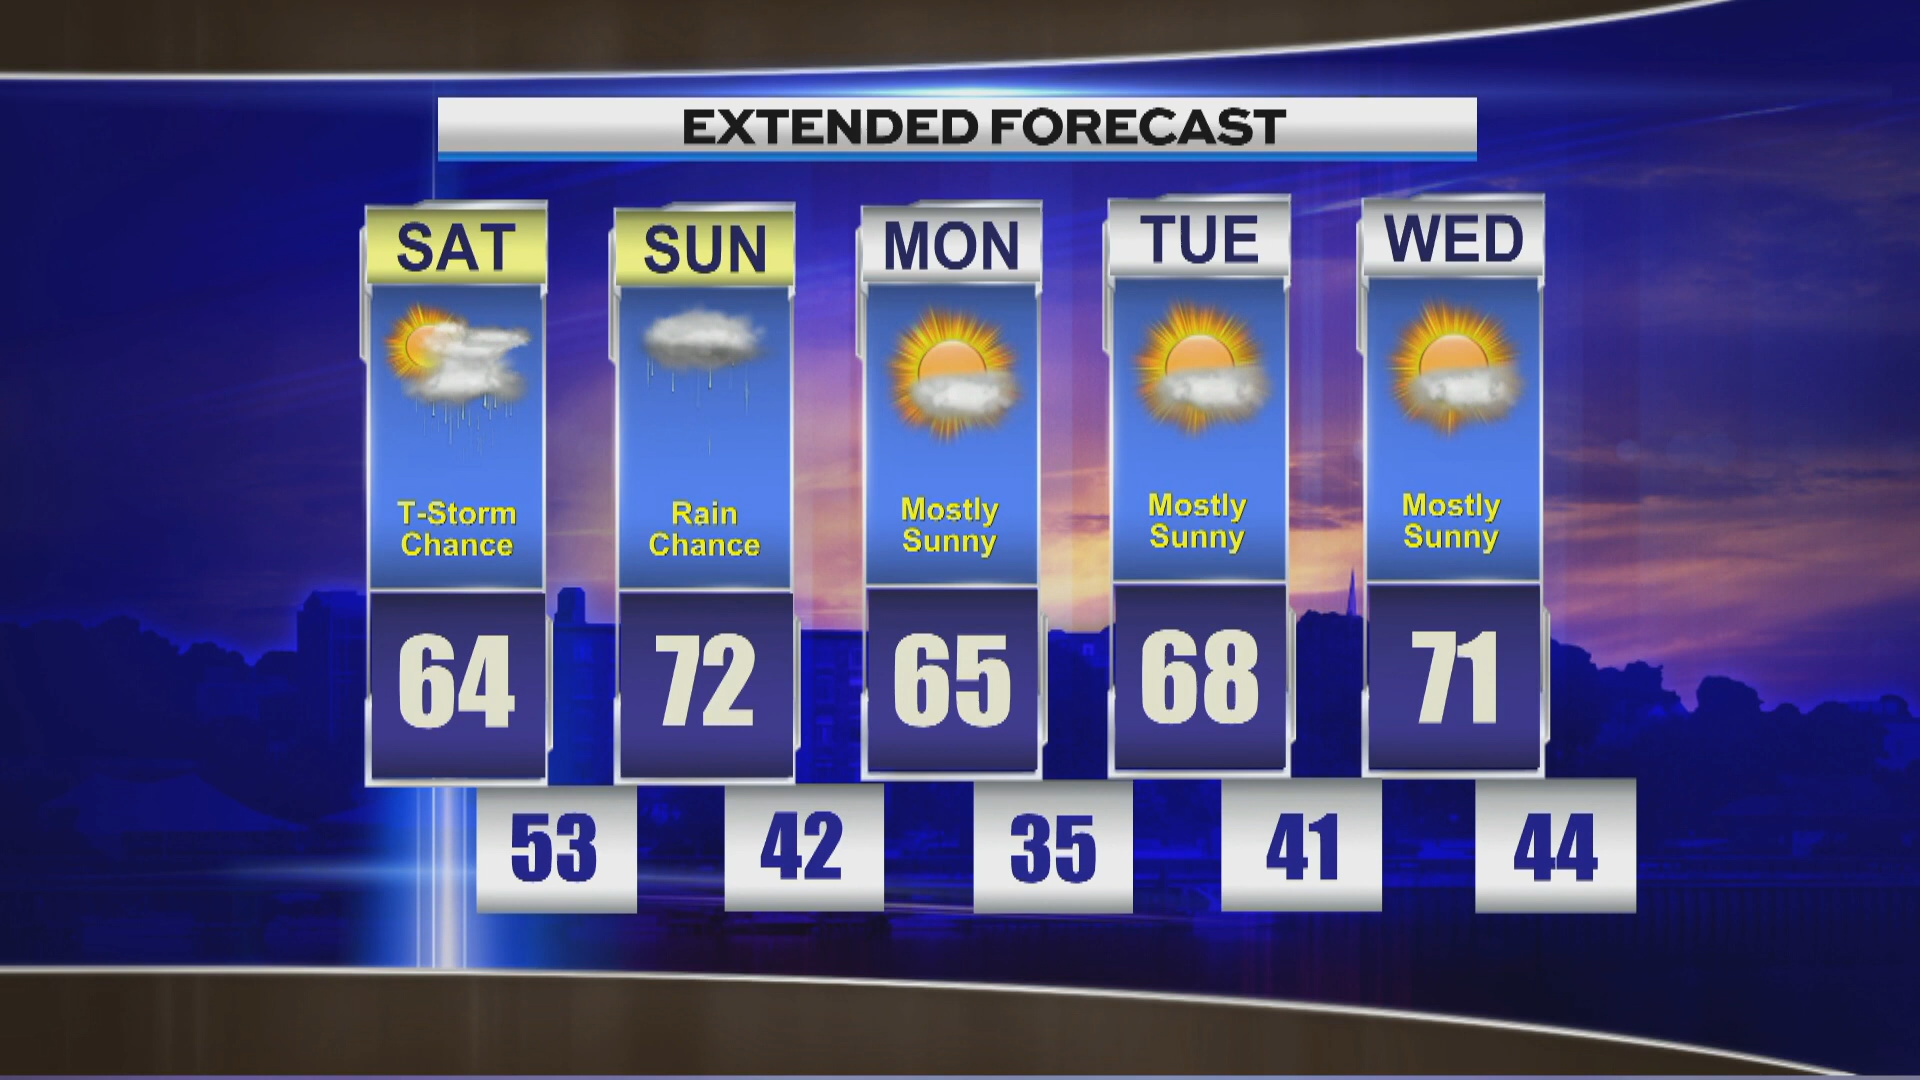 EXTENDED FORECAST
SAT
SUN
MON
TUE
WED
T-Storm
Chance
Rain
Chance
Mostly
Sunny
Mostly
Sunny
Mostly
Sunny
64
72
65
68
71
53
42
35
41
44